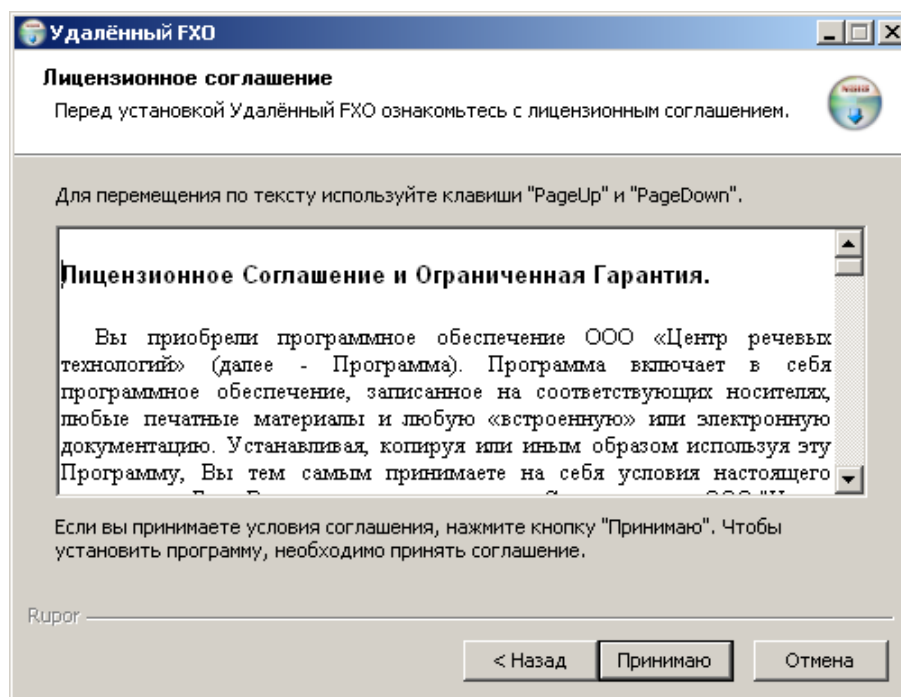 Удалённый FXO
Лицензионное соглашение
Перед установкой Удалённый FXO ознакомьтесь с лицензионным соглашением.
Для перемещения по тексту используйте клавиши "PageUp" и "PageDown".
Лицензионное Соглашение и Ограниченная Гарантия.
Вы приобрели программное обеспечение ООО «Центр речевых
технологий» (далее - Программа). Программа включает в себя
программное обеспечение, записанное на соответствующих носителях,
любые печатные материалы и любую «встроенную» или электронную
документацию. Устанавливая, копируя или иным образом используя эту
Программу, Вы тем самым принимаете на себя условия настоящего
Если вы принимаете условия соглашения, нажмите кнопку "Принимаю". Чтобы
установить программу, необходимо принять соглашение.
Rupor
< Назад
Принимаю
Отмена